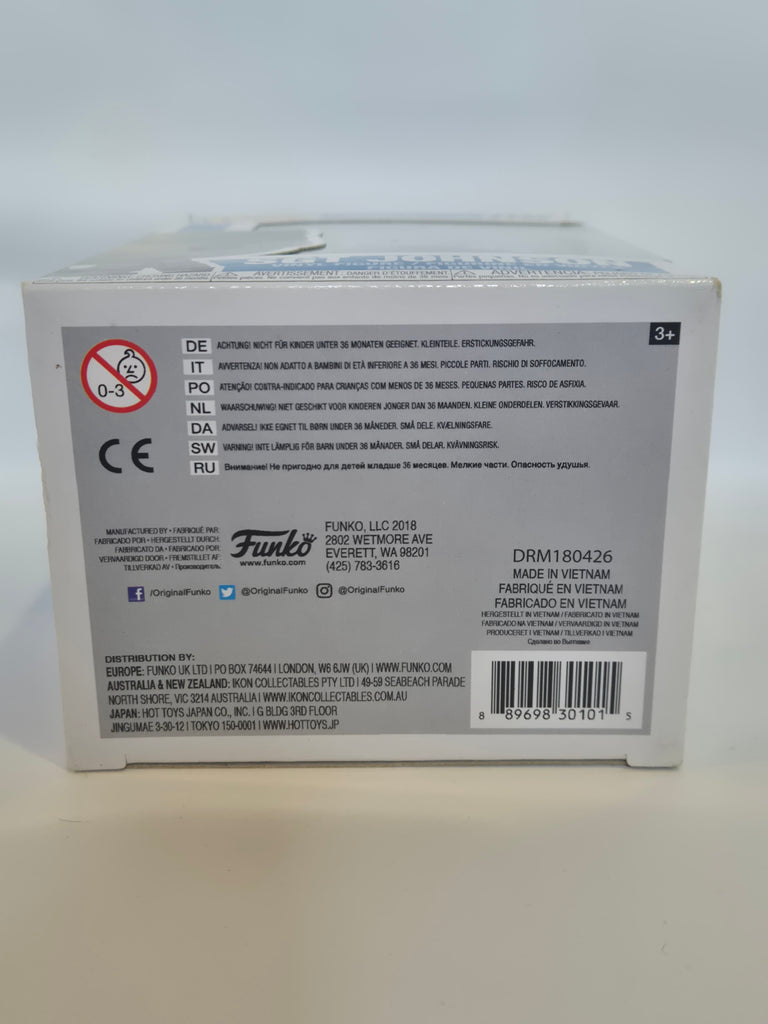 SGT JOHNSON
AVERTISSEMENT : DANGER D'ÉTOUFFEMENT
ADVERTENCIA:
3+
0-3
DE ACHTUNG! NICHT FÜR KINDER UNTER 36 MONATEN GEEIGNET. KLEINTEILE. ERSTICKUNGSGEFAHR.
IT AVVERTENZA! NON ADATTO A BAMBINI DI ETÀ INFERIORE A 36 MESI. PICCOLE PARTI. RISCHIO DI SOFFOCAMENTO.
PO ATENÇÃO! CONTRA-INDICADO PARA CRIANÇAS COM MENOS DE 36 MESES. PEQUENAS PARTES. RISCO DE ASFIXIA.
NL WAARSCHUWING! NIET GESCHIKT VOOR KINDEREN JONGER DAN 36 MAANDEN. KLEINE ONDERDELEN. VERSTIKKINGSGEVAAR.
DA ADVARSEL! IKKE EGNET TIL BØRN UNDER 36 MÅNEDER. SMÅ DELE. KVÆLNINGSFARE.
SW VARNING! INTE LÄMPLIG FÖR BARN UNDER 36 MÅNADER. SMÅ DELAR. KVÄVNINGSRISK.
RU Внимание! Не пригодно для детей младше 36 месяцев. Мелкие части. Опасность удушья.
CE
MANUFACTURED BY • FABRIQUÉ PAR:
FABRICADO POR • HERGESTELLT DURCH:
FABBRICATO DA • FABRICADO POR:
VERVAARDIGD DOOR • FREMSTILLET AF:
TILLVERKAD AV • Производитель:
Funko
www.funko.com
FUNKO, LLC 2018
2802 WETMORE AVE
EVERETT, WA 98201
(425) 783-3616
/OriginalFunko @OriginalFunko @OriginalFunko
DRM180426
MADE IN VIETNAM
FABRIQUÉ EN VIETNAM
FABRICADO EN VIETNAM
HERGESTELLT IN VIETNAM / FABBRICATO IN VIETNAM
FABRICADO NA VIETNAM / VERVAARDIGD IN VIETNAM
PRODUCERET I VIETNAM / TILLVERKAD I VIETNAM
Сделано во Вьетнаме
DISTRIBUTION BY:
EUROPE: FUNKO UK LTD I PO BOX 74644 I LONDON, W6 6JW (UK) I WWW.FUNKO.COM
AUSTRALIA & NEW ZEALAND: IKON COLLECTABLES PTY LTD I 49-59 SEABEACH PARADE
NORTH SHORE, VIC 3214 AUSTRALIA I WWW.IKONCOLLECTABLES.COM.AU
JAPAN: HOT TOYS JAPAN CO., INC. I G BLDG 3RD FLOOR
JINGUMAE 3-30-12 I TOKYO 150-0001 I WWW.HOTTOYS.JP
8 89698 30101 5